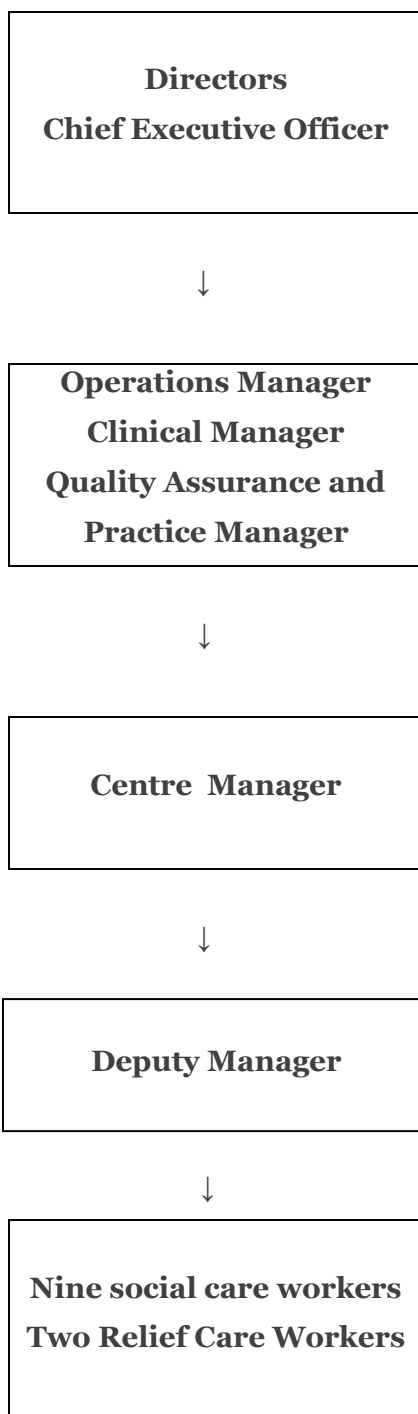 Directors
Chief Executive Officer
↓
Operations Manager
Clinical Manager
Quality Assurance and
Practice Manager
↓
Centre Manager
↓
Deputy Manager
↓
Nine social care workers
Two Relief Care Workers